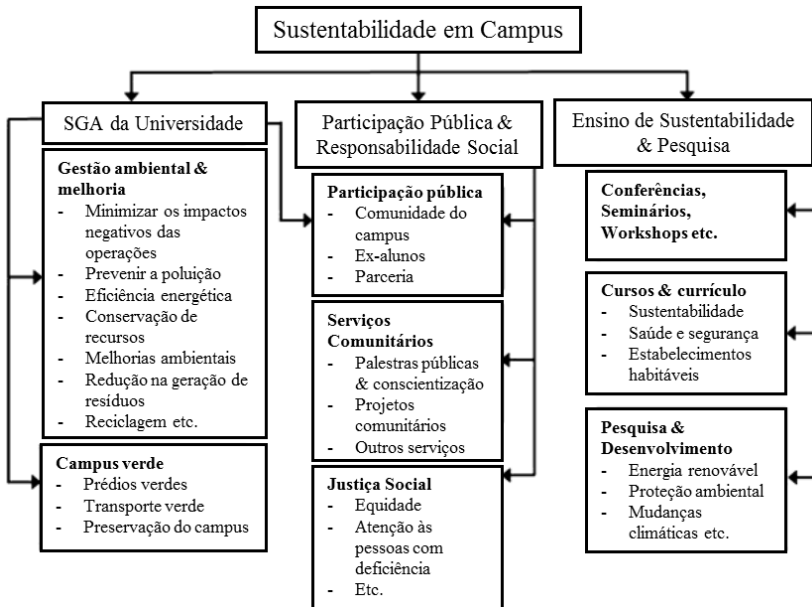 Sustentabilidade em Campus
SGA da Universidade
Gestão ambiental &
melhoria
- Minimizar os impactos
negativos das
operações
- Prevenir a poluição
- Eficiência energética
- Conservação de
recursos
- Melhorias ambientais
- Redução na geração de
resíduos
- Reciclagem etc.
Campus verde
- Prédios verdes
- Transporte verde
- Preservação do campus
Participação Pública &
Responsabilidade Social
Participação pública
- Comunidade do
campus
- Ex-alunos
- Parceria
Serviços
Comunitários
- Palestras públicas
& conscientização
- Projetos
comunitários
- Outros serviços
Justiça Social
- Equidade
- Atenção às
pessoas com
deficiência
- Etc.
Ensino de Sustentabilidade
& Pesquisa
Conferências,
Seminários,
Workshops etc.
Cursos & currículo
- Sustentabilidade
- Saúde e segurança
- Estabelecimentos
habitáveis
Pesquisa &
Desenvolvimento
- Energia renovável
- Proteção ambiental
- Mudanças
climáticas etc.